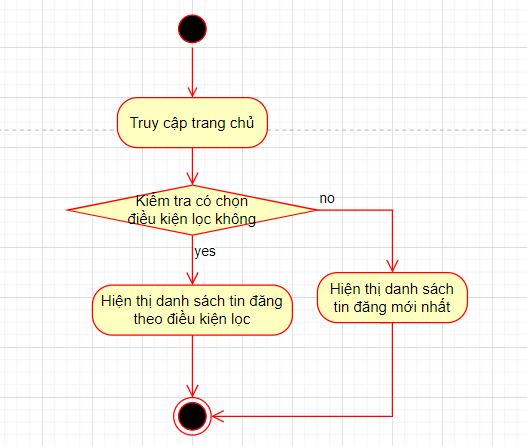 Truy cập trang chủ
Kiểm tra có chọn
điều kiện lọc không
no
yes
Hiện thị danh sách tin đăng
theo điều kiện lọc
Hiện thị danh sách
tin đăng mới nhất